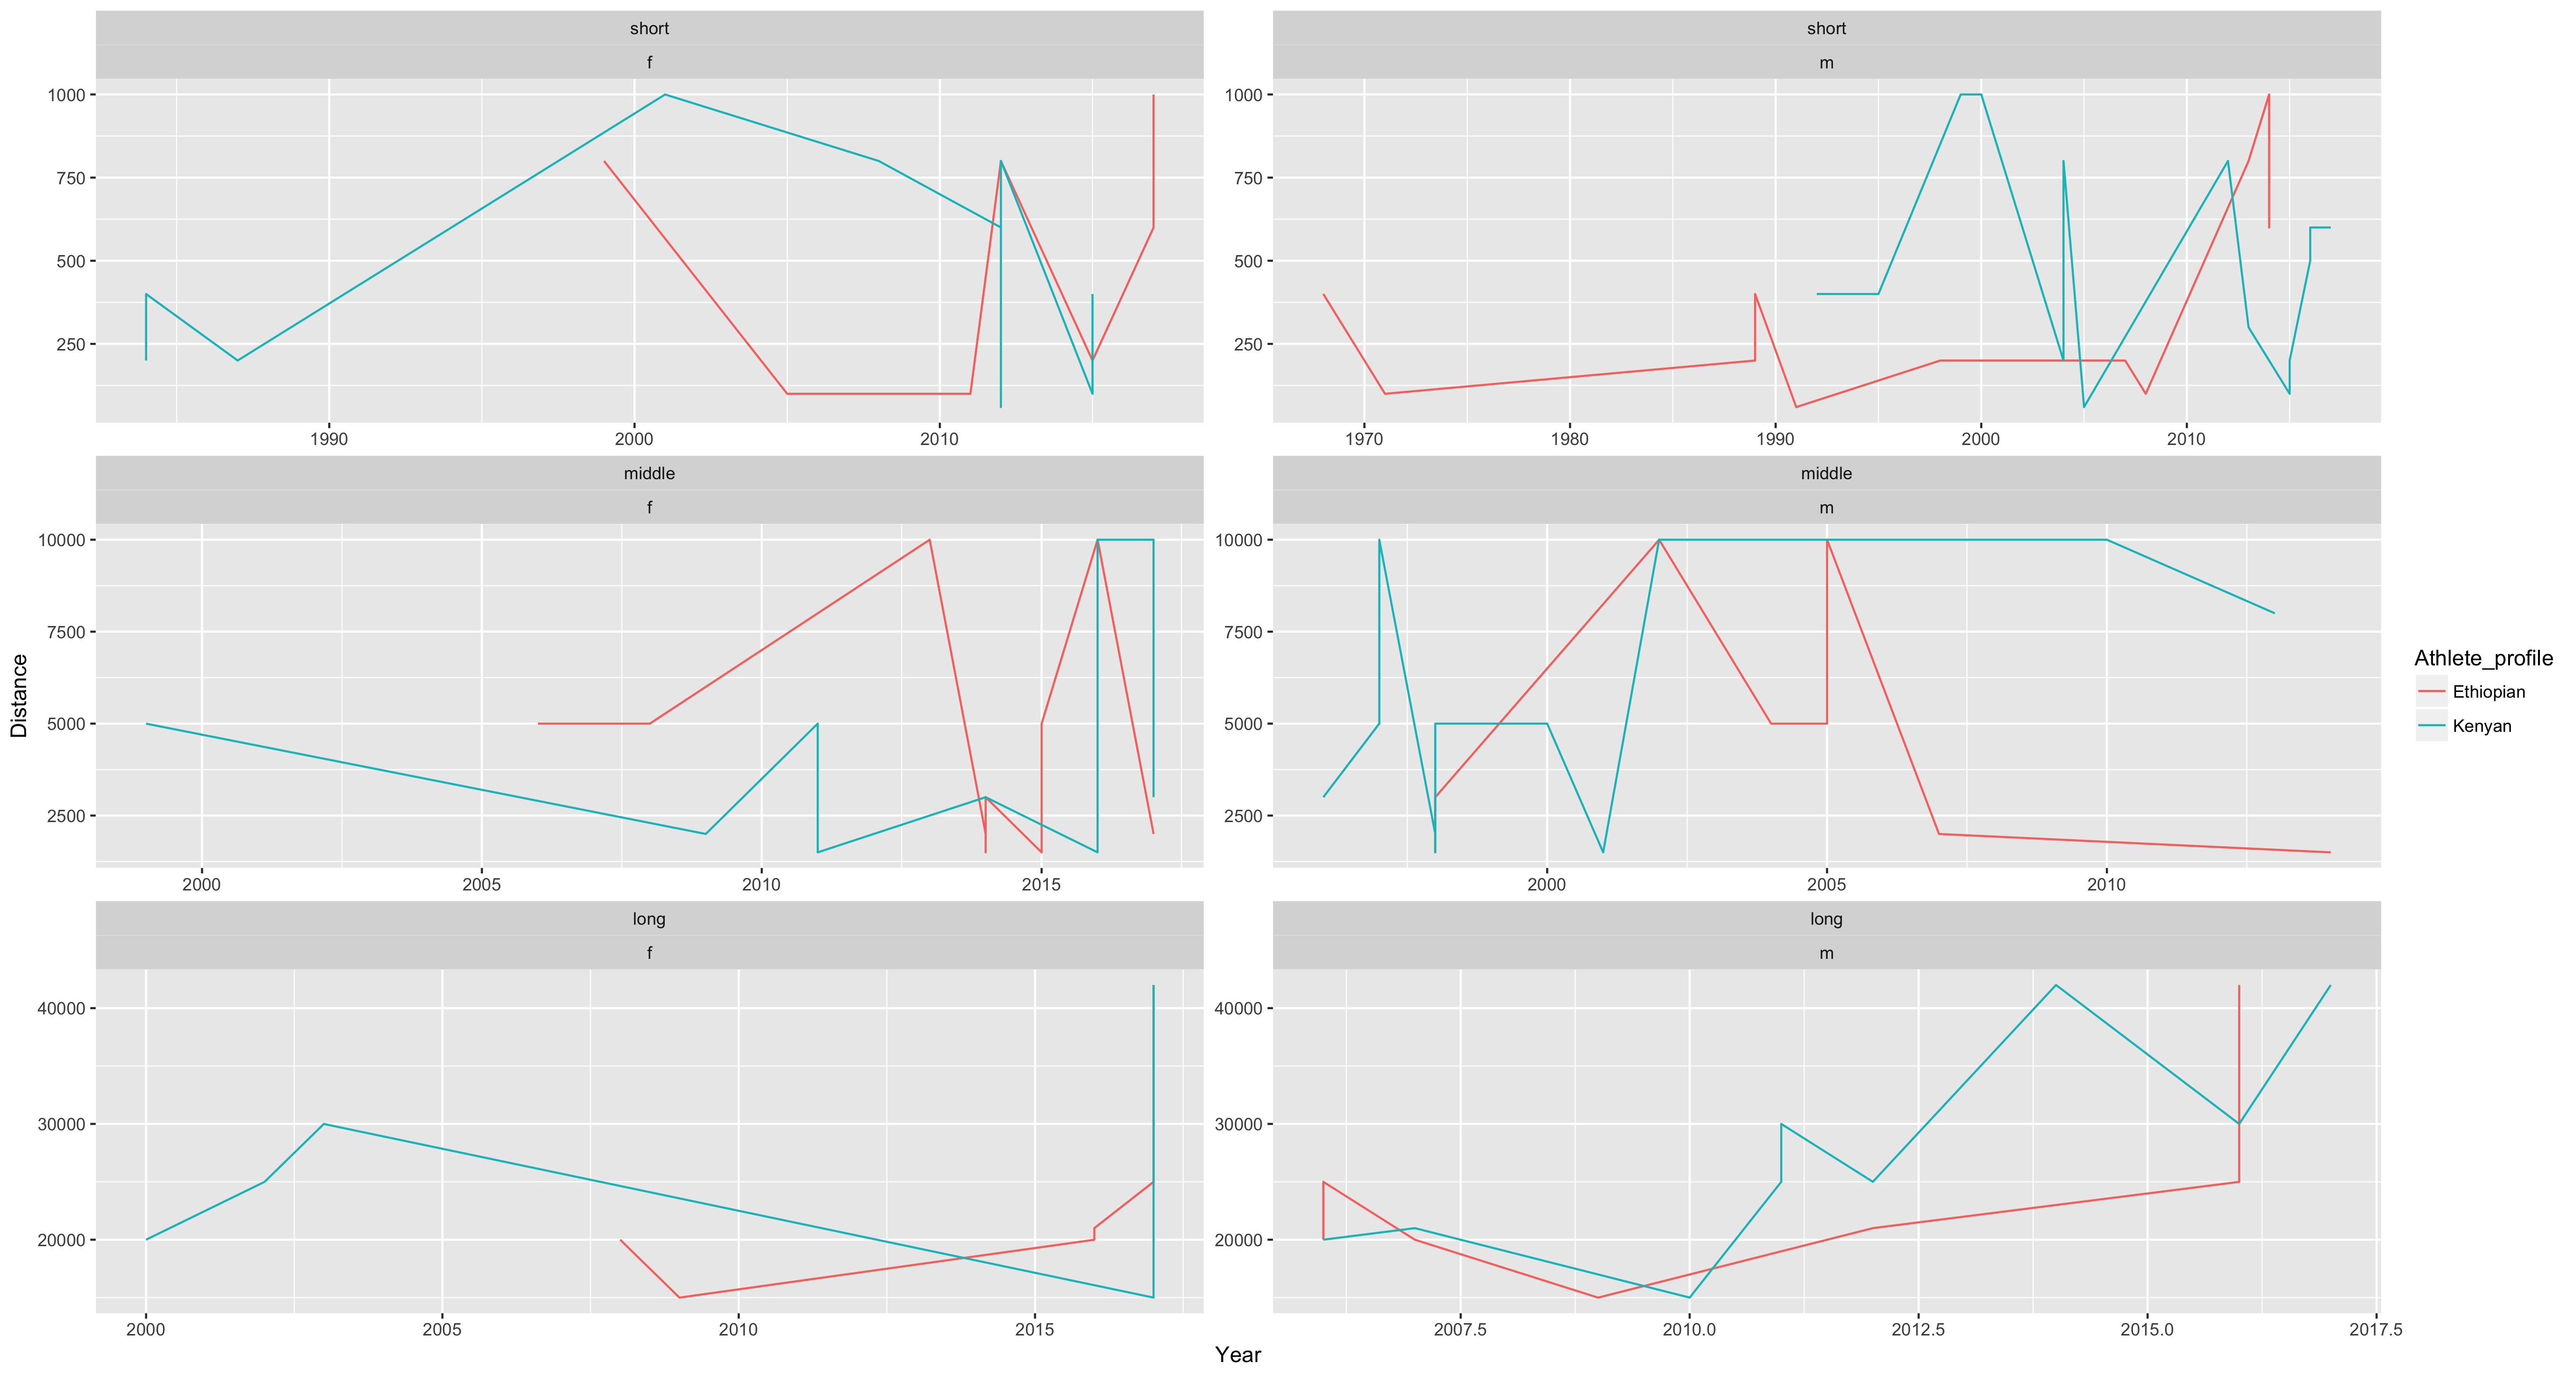 short
f
1000
750
500
250
1990 2000 2010
short
m
1000
750
500
250
1970 1980 1990 2000 2010
middle
f
10000
7500
5000
2500
2000 2005 2010 2015
middle
m
10000
7500
5000
2500
2000 2005 2010
long
f
40000
30000
20000
2000 2005 2010 2015
long
m
40000
30000
20000
2007.5 2010.0 2012.5 2015.0 2017.5
Distance
Year
Athlete_profile
Ethiopian
Kenyan